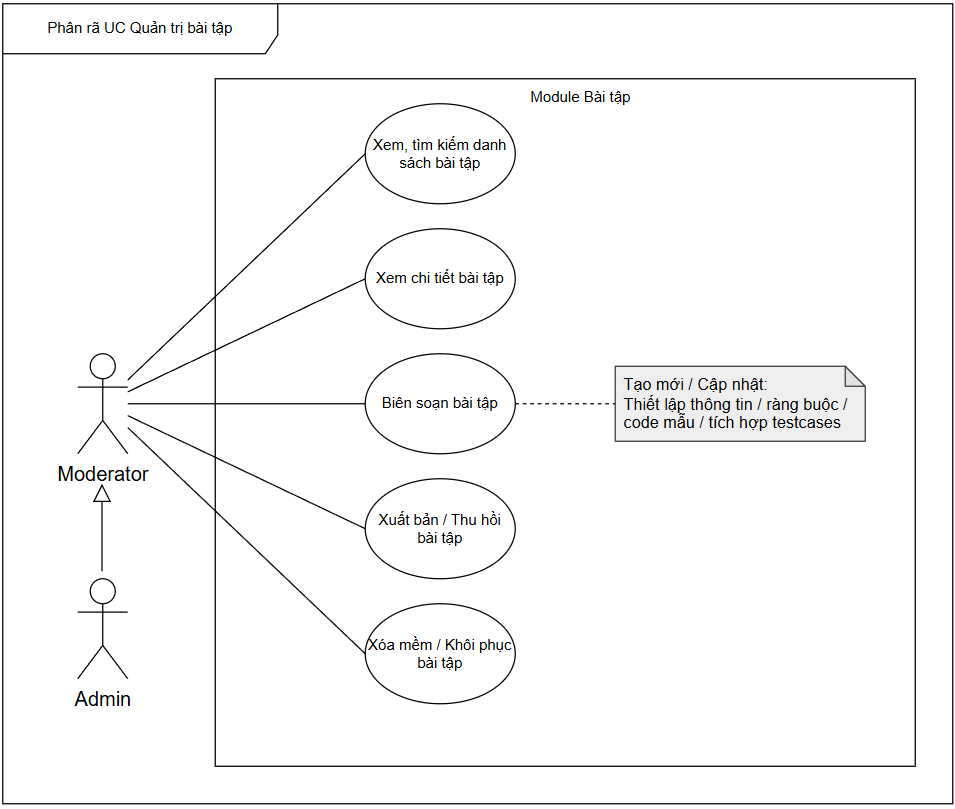 Phân rã UC Quản trị bài tập
Module Bài tập
Xem, tìm kiếm danh
sách bài tập
Xem chi tiết bài tập
Biên soạn bài tập
Tạo mới / Cập nhật:
Thiết lập thông tin / ràng buộc /
code mẫu / tích hợp testcases
Moderator
Xuất bản / Thu hồi
bài tập
Xóa mềm / Khôi phục
bài tập
Admin